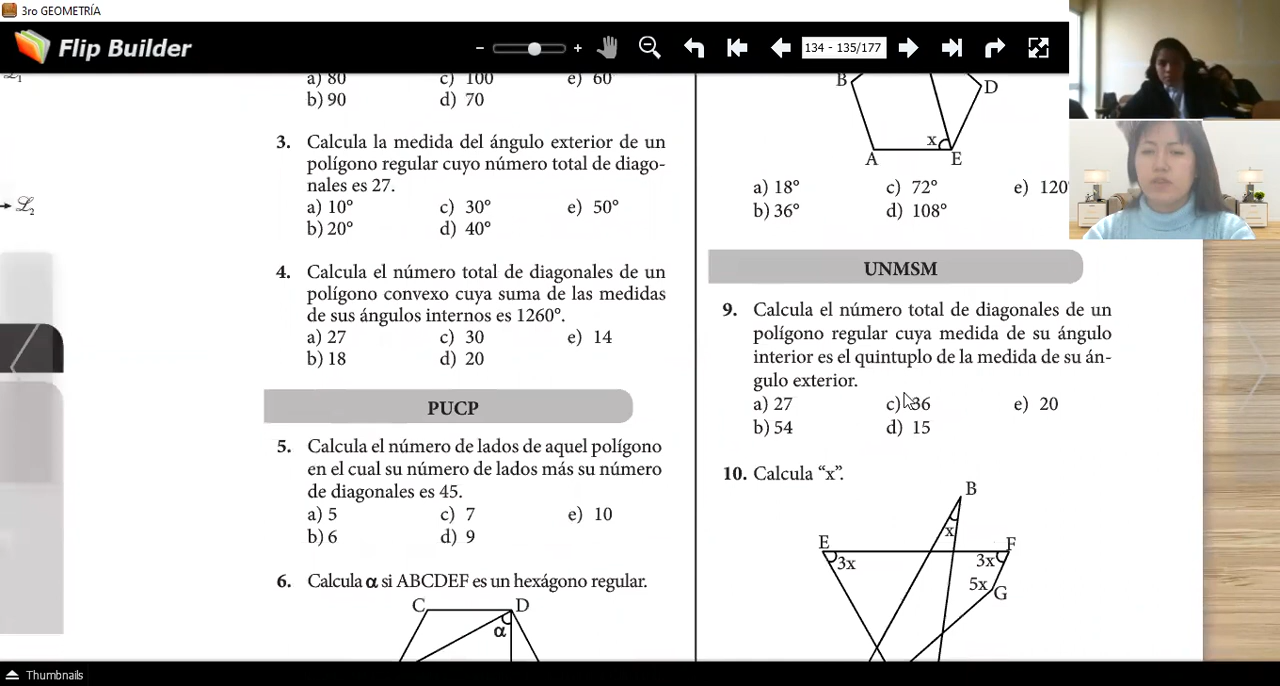 3ro GEOMETRÍA
Flip Builder
134 - 135/177
a) 80 c) 100 e) 60
b) 90 d) 70
3. Calcula la medida del ángulo exterior de un
polígono regular cuyo número total de diago-
nales es 27.
a) 10° c) 30° e) 50°
b) 20° d) 40°
4. Calcula el número total de diagonales de un
polígono convexo cuya suma de las medidas
de sus ángulos internos es 1260°.
a) 27 c) 30 e) 14
b) 18 d) 20
PUCP
5. Calcula el número de lados de aquel polígono
en el cual su número de lados más su número
de diagonales es 45.
a) 5 c) 7 e) 10
b) 6 d) 9
6. Calcula α si ABCDEF es un hexágono regular.
C D
α
ℒ1
ℒ2
B D
x
A E
a) 18° c) 72° e) 120
b) 36° d) 108°
UNMSM
9. Calcula el número total de diagonales de un
polígono regular cuya medida de su ángulo
interior es el quintuplo de la medida de su án-
gulo exterior.
a) 27 c) 36 e) 20
b) 54 d) 15
10. Calcula “x”.
B
x
E F
3x 3x
5x G
Thumbnails